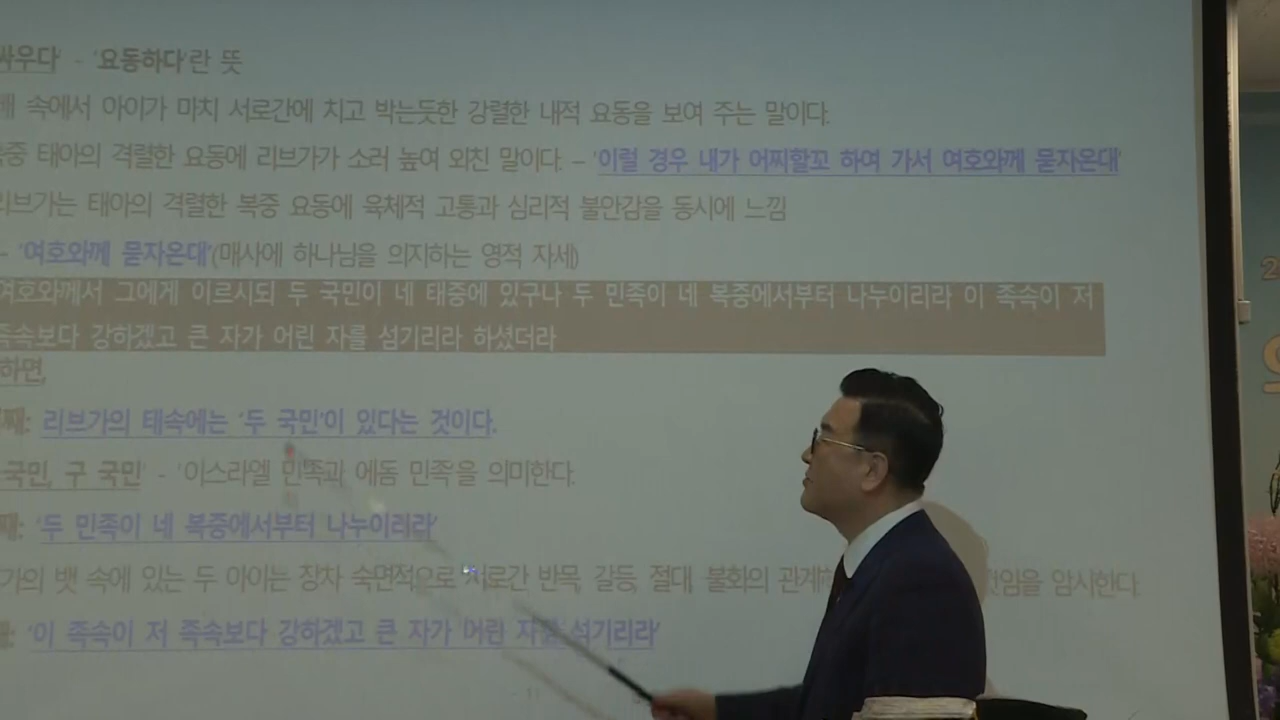 싸우다' - '요동하다'란 뜻
속에서 아이가 마치 서로간에 치고 박는듯한 강렬한 내적 요동을 보여 주는 말이다.
복중 태아의 격렬한 요동에 리브가가 소리 높여 외친 말이다. – '이럴 경우 내가 어찌할꼬 하여 가서 여호와께 묻자온대'
리브가는 태아의 격렬한 복중 요동에 육체적 고통과 심리적 불안감을 동시에 느낌
– '여호와께 묻자온대'(매사에 하나님을 의지하는 영적 자세)
여호와께서 그에게 이르시되 두 국민이 네 태중에 있구나 두 민족이 네 복중에서부터 나누이리라 이 족속이 저
족속보다 강하겠고 큰 자가 어린 자를 섬기리라 하셨더라
하면,
째: 리브가의 태속에는 '두 국민'이 있다는 것이다.
국민, 구 국민' - '이스라엘 민족과 에돔 민족'을 의미한다.
째: '두 민족이 네 복중에서부터 나누이리라'
가의 뱃 속에 있는 두 아이는 장차 숙명적으로 서로간 반목, 갈등, 절대 불화의 관계 것임을 암시한다.
'이 족속이 저 족속보다 강하겠고 큰 자가 어린 자를 섬기리라'
2